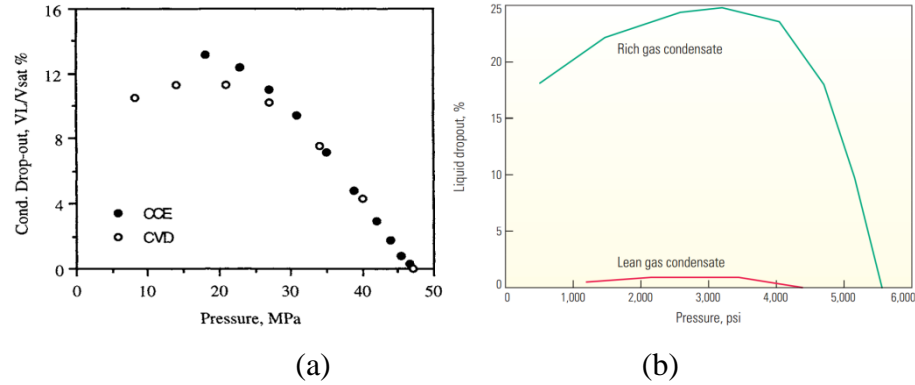 Cond. Drop-out, VL/Vsat %
16
12
8
4
0
CCE
CVD
0 10 20 30 40 50
Pressure, MPa
(a)
Liquid dropout, %
25
20
15
10
5
0
Rich gas condensate
Lean gas condensate
0 1,000 2,000 3,000 4,000 5,000 6,000
Pressure, psi
(b)